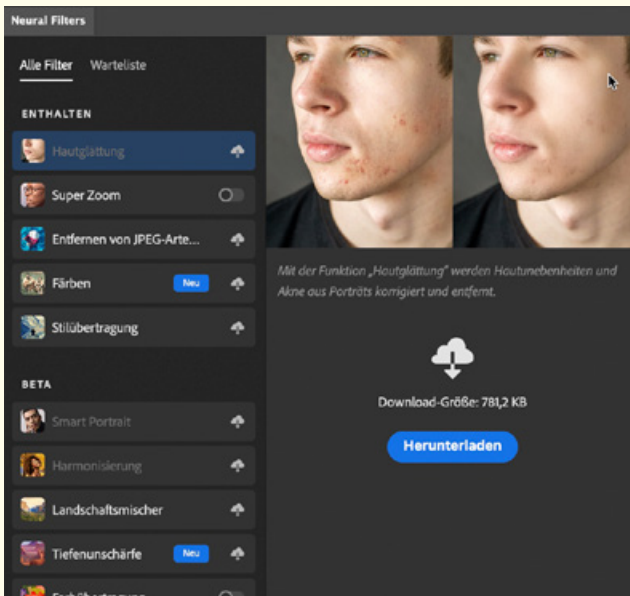 Neural Filters
Alle Filter Warteliste
ENTHALTEN
Hautglättung
Super Zoom
Entfernen von JPEG-Arte...
Färben Neu
Stilübertragung
BETA
Smart Portrait
Harmonisierung
Landschaftsmischer
Tiefenunschärfe Neu
Farbübertragung
Mit der Funktion „Hautglättung" werden Hautunebenheiten und
Akne aus Porträts korrigiert und entfernt.
Download-Größe: 781,2 KB
Herunterladen